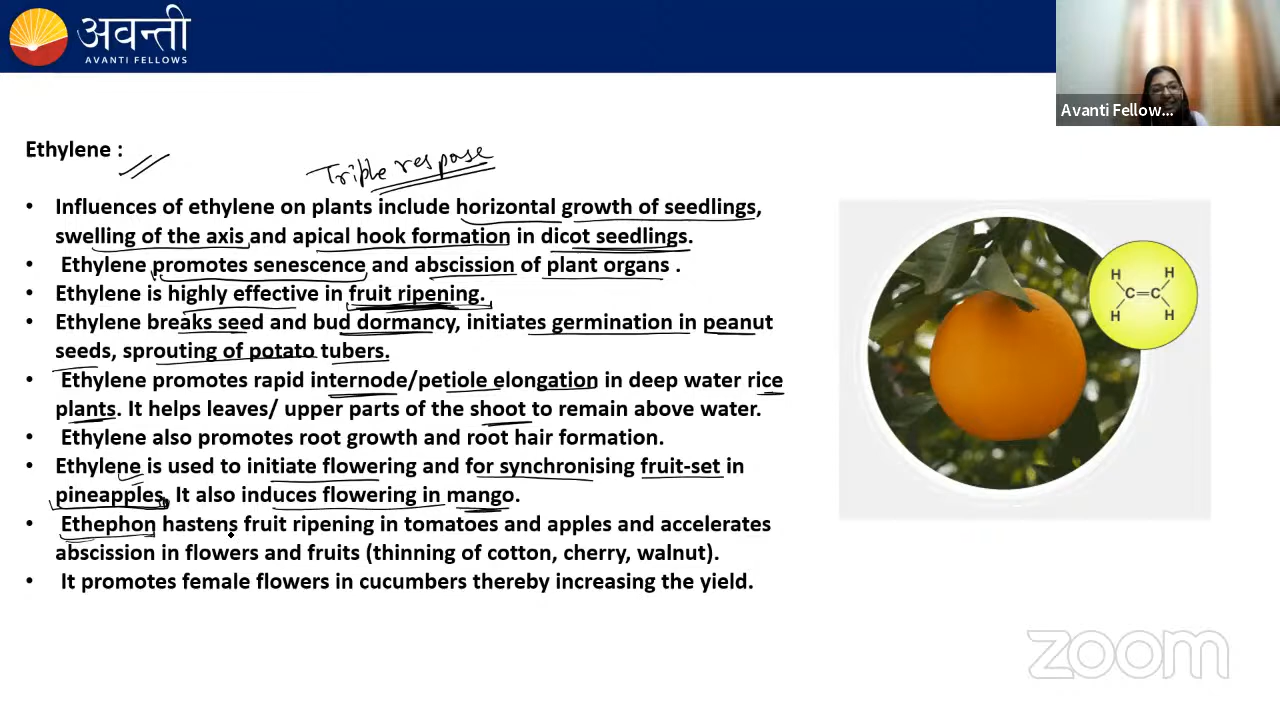 अवन्ती
AVANTI FELLOWS
Avanti Fellow...
Ethylene :
Triple respose
• Influences of ethylene on plants include horizontal growth of seedlings,
swelling of the axis and apical hook formation in dicot seedlings.
• Ethylene promotes senescence and abscission of plant organs .
• Ethylene is highly effective in fruit ripening.
• Ethylene breaks seed and bud dormancy, initiates germination in peanut
seeds, sprouting of potato tubers.
• Ethylene promotes rapid internode/petiole elongation in deep water rice
plants. It helps leaves/ upper parts of the shoot to remain above water.
• Ethylene also promotes root growth and root hair formation.
• Ethylene is used to initiate flowering and for synchronising fruit-set in
pineapples. It also induces flowering in mango.
• Ethephon hastens fruit ripening in tomatoes and apples and accelerates
abscission in flowers and fruits (thinning of cotton, cherry, walnut).
• It promotes female flowers in cucumbers thereby increasing the yield.
H H
C=C
H H
zoom